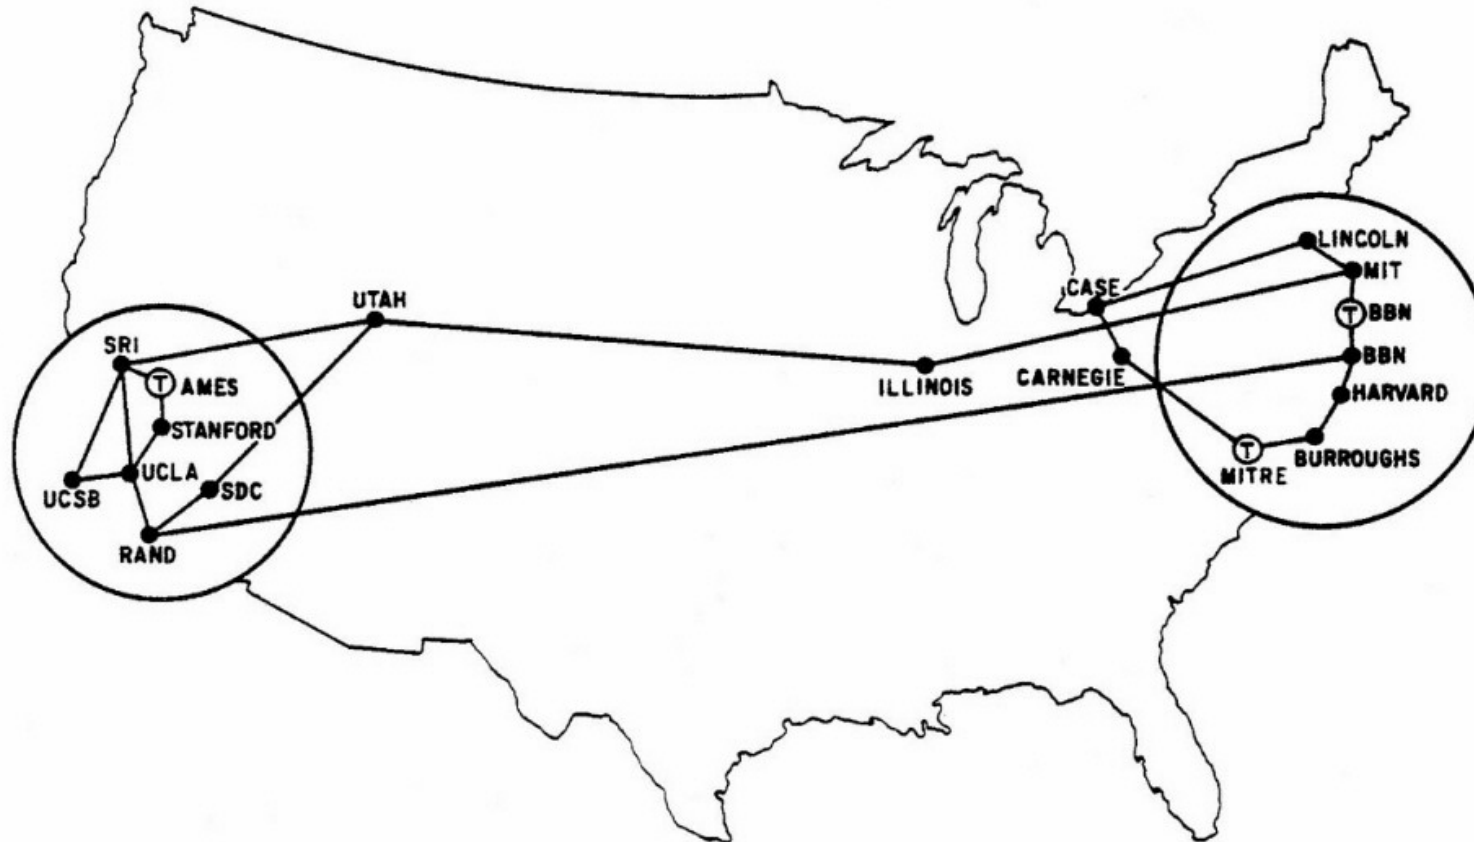 LINCOLN
MIT
CASE
UTAH
T BBN
SRI
BBN
CARNEGIE
ILLINOIS
T AMES
HARVARD
STANFORD
T
BURROUGHS
MITRE
UCLA
SDC
UCSB
RAND